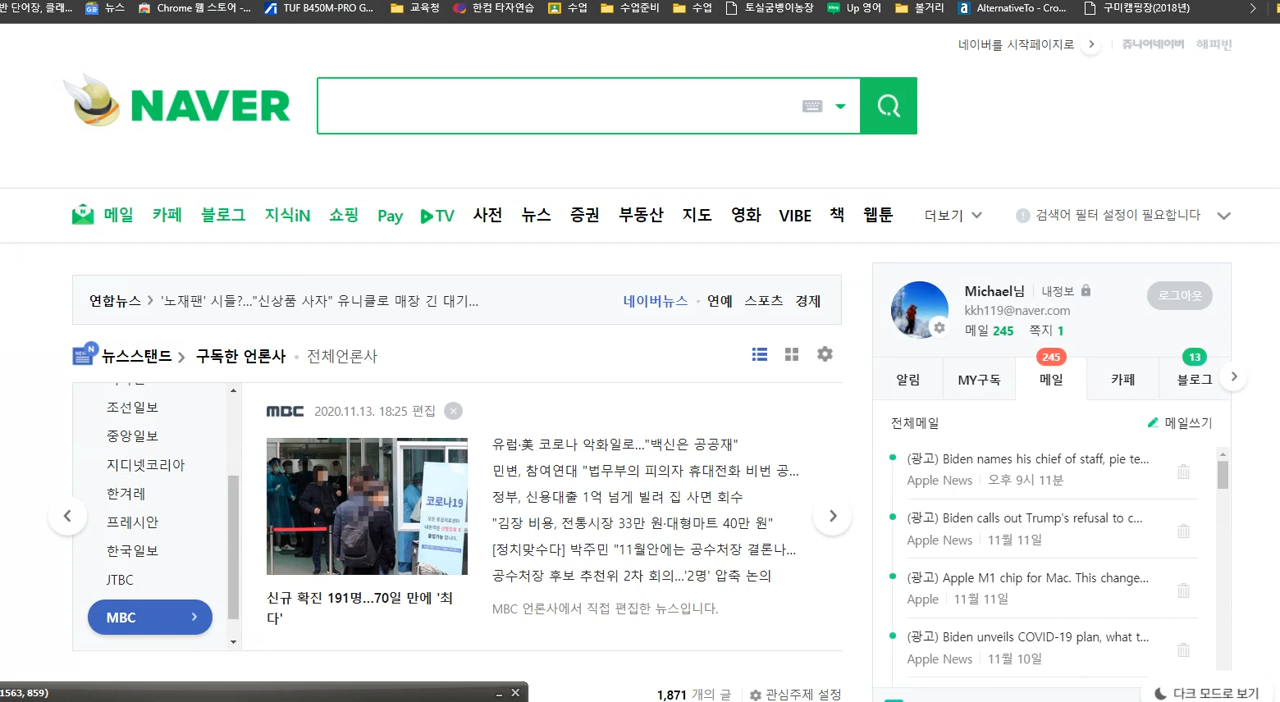 반 단어장, 클래...
뉴스
Chrome 웹 스토어 -...
TUF B450M-PRO G...
교육청
한컴 타자연습
수업
수업준비
수업
토실굼벵이농장
Up 영어
볼거리
AlternativeTo - Cro...
구미캠핑장(2018년)
네이버를 시작페이지로
쥬니어네이버
해피빈
NAVER
메일
카페
블로그
지식iN
쇼핑
Pay
TV
사전
뉴스
증권
부동산
지도
영화
VIBE
책
웹툰
더보기
검색어 필터 설정이 필요합니다
연합뉴스 > '노재팬' 시들?..."신상품 사자" 유니클로 매장 긴 대기...
네이버뉴스
연예
스포츠
경제
뉴스스탠드 >
구독한 언론사
전체언론사
조선일보
중앙일보
지디넷코리아
한겨레
프레시안
한국일보
JTBC
MBC
MBC 2020.11.13. 18:25 편집
코로나19
신규 확진 191명...70일 만에 '최
다'
유럽·美 코로나 악화일로..."백신은 공공재"
민변, 참여연대 "법무부의 피의자 휴대전화 비번 공...
정부, 신용대출 1억 넘게 빌려 집 사면 회수
"김장 비용, 전통시장 33만 원·대형마트 40만 원"
[정치맞수다] 박주민 "11월안에는 공수처장 결론나...
공수처장 후보 추천위 2차 회의...'2명' 압축 논의
MBC 언론사에서 직접 편집한 뉴스입니다.
Michael님
내정보
로그아웃
kkh119@naver.com
메일 245
쪽지 1
245
13
알림
MY구독
메일
카페
블로그
전체메일
메일쓰기
(광고) Biden names his chief of staff, pie te...
Apple News 오후 9시 11분
(광고) Biden calls out Trump's refusal to c...
Apple News 11월 11일
(광고) Apple M1 chip for Mac. This change...
Apple 11월 11일
(광고) Biden unveils COVID-19 plan, what t...
Apple News 11월 10일
1563, 859)
1,871 개의 글
관심주제 설정
다크 모드로 보기